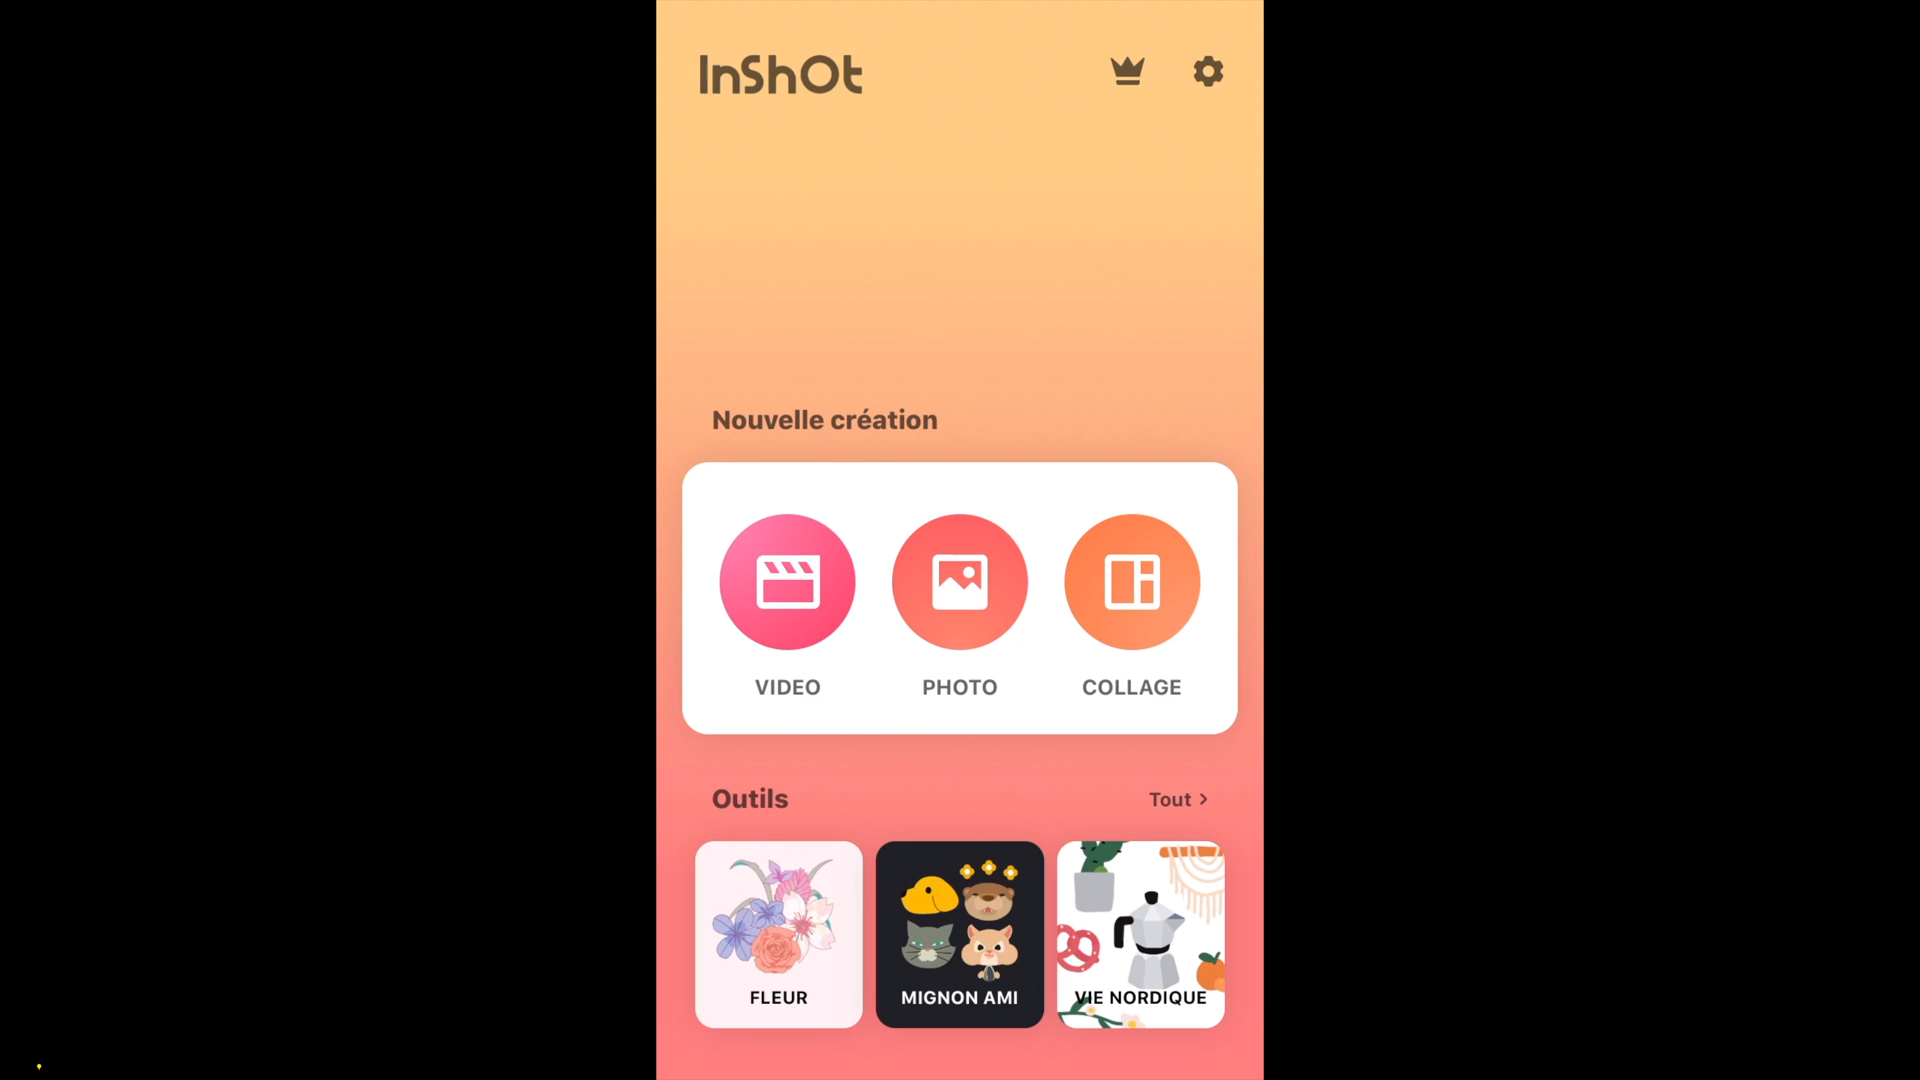 InShOt
Nouvelle création
VIDEO
PHOTO
COLLAGE
Outils
Tout >
FLEUR
MIGNON AMI
VIE NORDIQUE